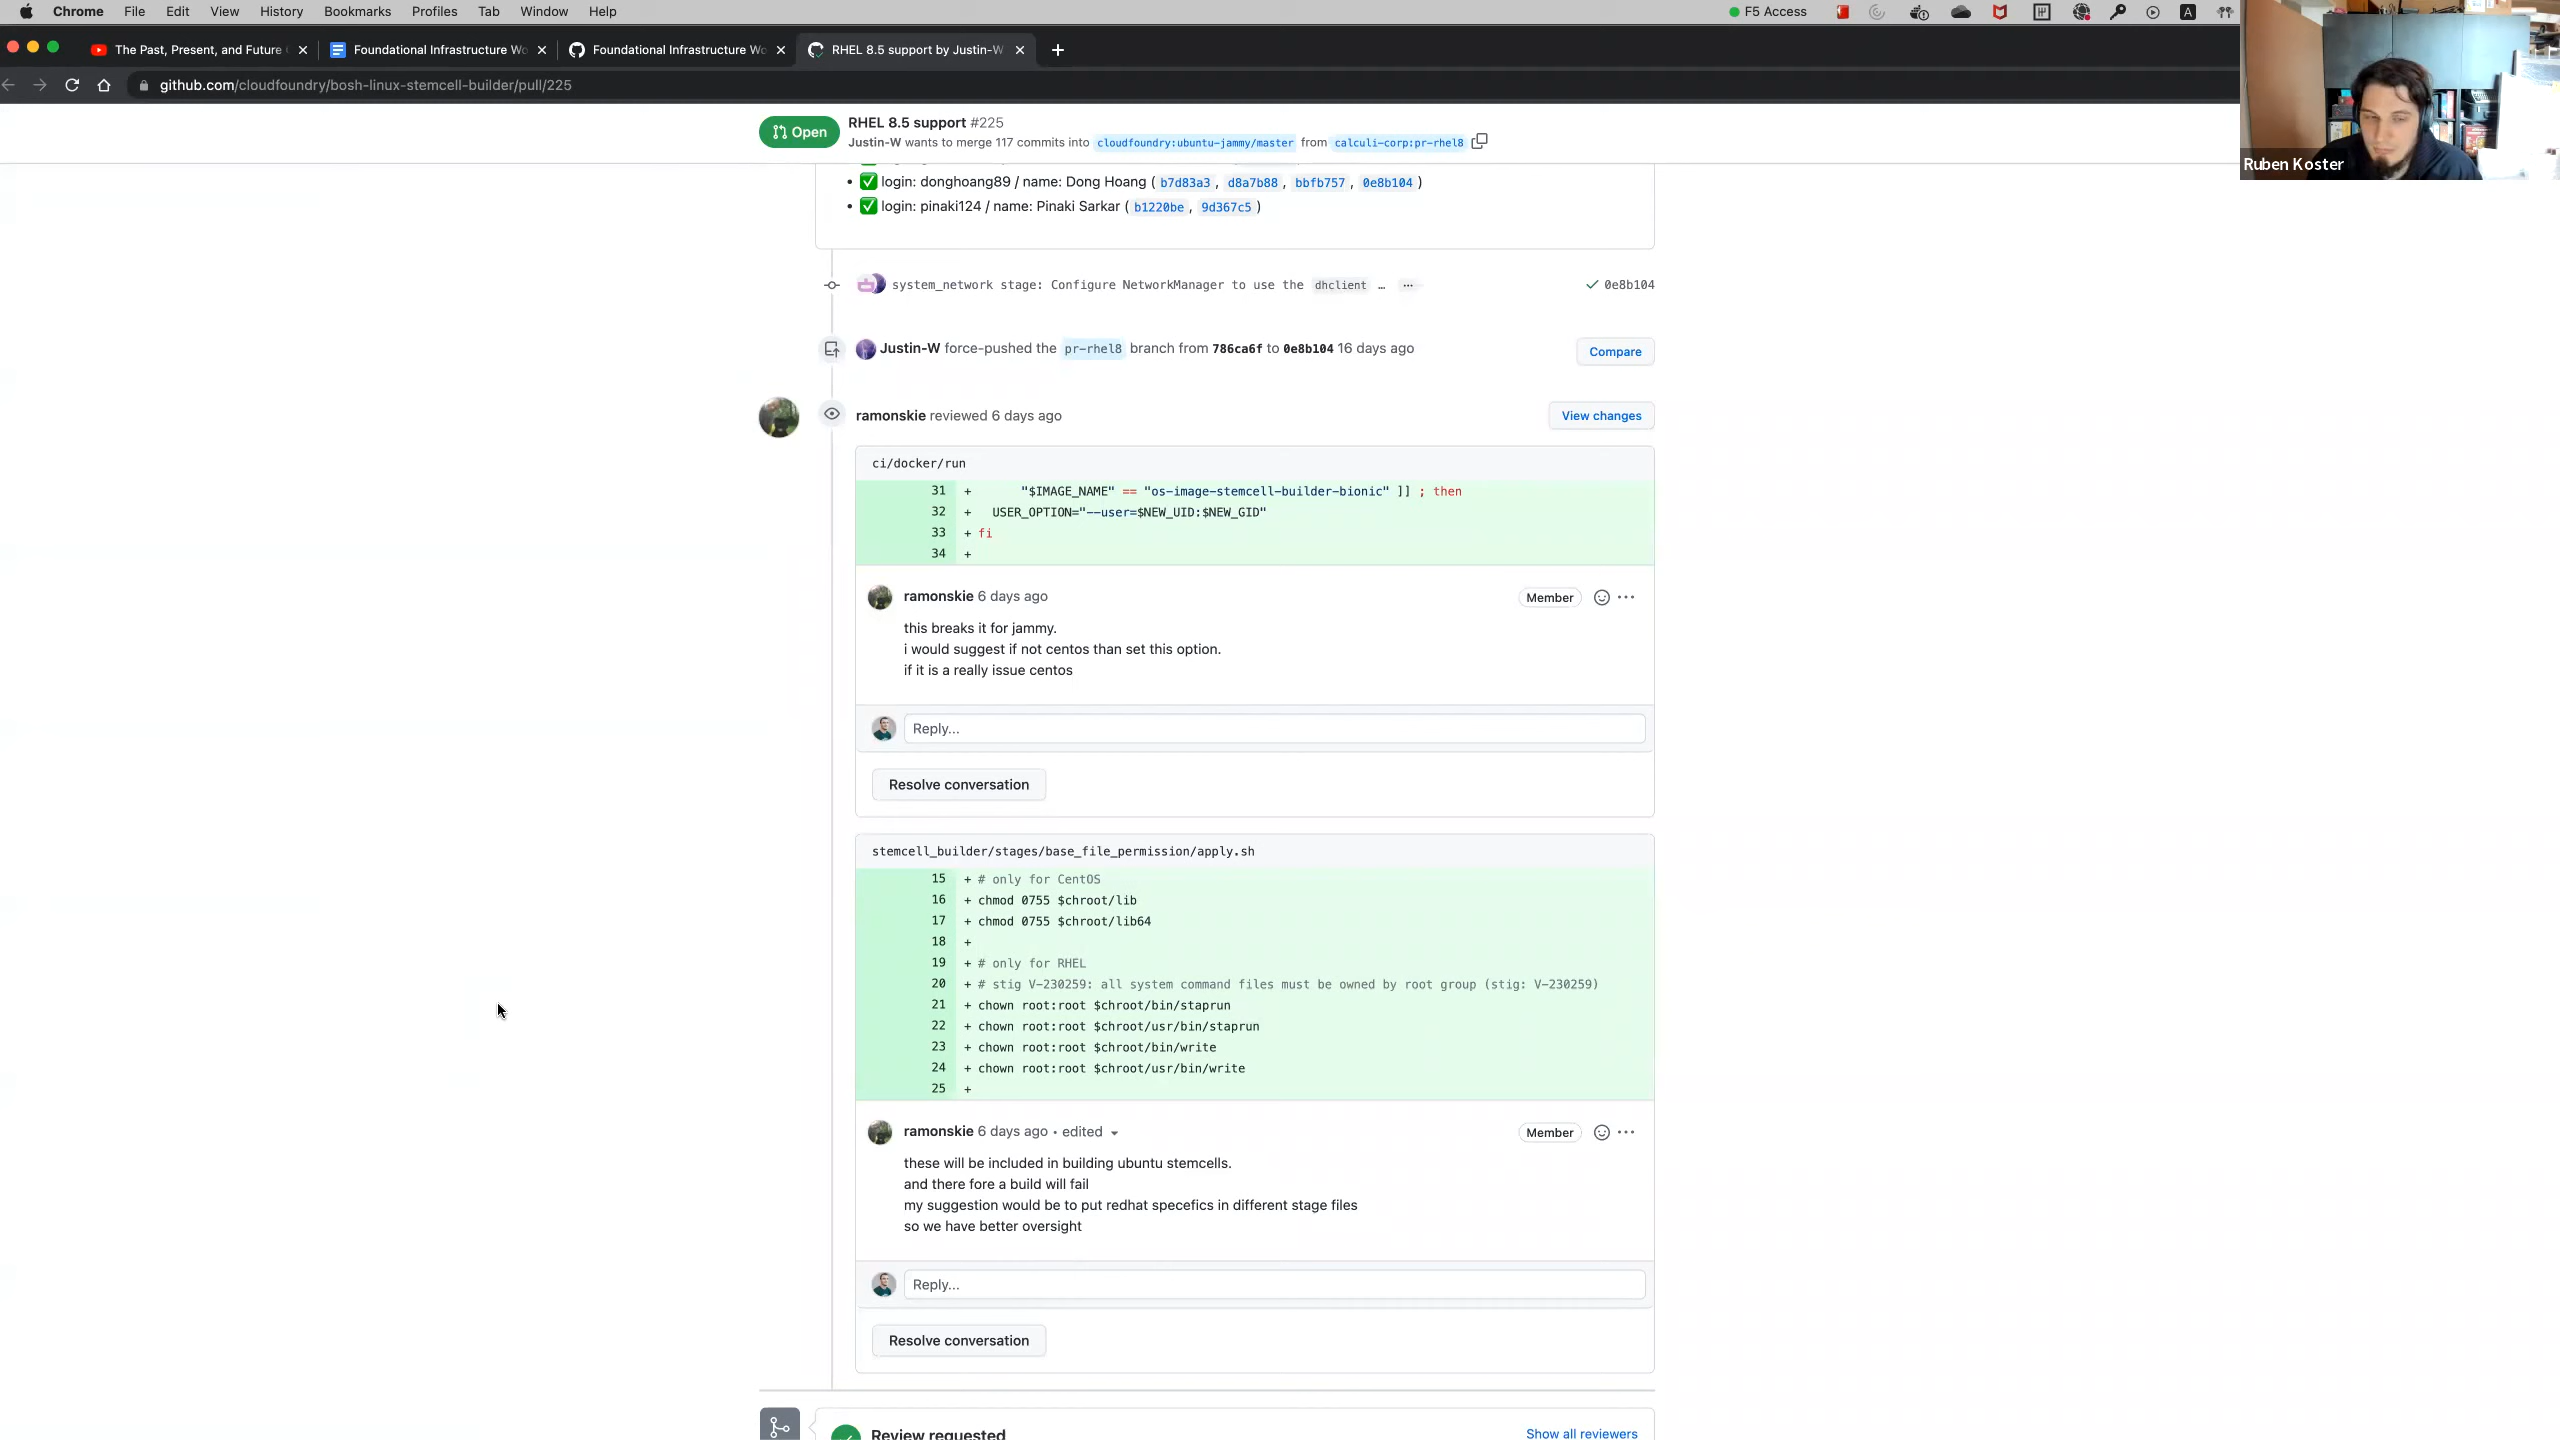 Chrome File Edit View History Bookmarks Profiles Tab Window Help
F5 Access
The Past, Present, and Future
Foundational Infrastructure Wo
Foundational Infrastructure Wo
RHEL 8.5 support by Justin-W
github.com/cloudfoundry/bosh-linux-stemcell-builder/pull/225
Ruben Koster
Open
RHEL 8.5 support #225
Justin-W wants to merge 117 commits into cloudfoundry:ubuntu-jammy/master from calculi-corp:pr-rhel8
• ✅ login: donghoang89 / name: Dong Hoang ( b7d83a3 , d8a7b88 , bbfb757 , 0e8b104 )
• ✅ login: pinaki124 / name: Pinaki Sarkar ( b1220be , 9d367c5 )
system_network stage: Configure NetworkManager to use the dhclient … ...
0e8b104
Justin-W force-pushed the pr-rhel8 branch from 786ca6f to 0e8b104 16 days ago
Compare
ramonskie reviewed 6 days ago
View changes
ci/docker/run
31 + "$IMAGE_NAME" == "os-image-stemcell-builder-bionic" ]] ; then
32 + USER_OPTION="--user=$NEW_UID:$NEW_GID"
33 + fi
34 +
ramonskie 6 days ago
Member
this breaks it for jammy.
i would suggest if not centos than set this option.
if it is a really issue centos
Reply...
Resolve conversation
stemcell_builder/stages/base_file_permission/apply.sh
15 + # only for CentOS
16 + chmod 0755 $chroot/lib
17 + chmod 0755 $chroot/lib64
18 +
19 + # only for RHEL
20 + # stig V-230259: all system command files must be owned by root group (stig: V-230259)
21 + chown root:root $chroot/bin/staprun
22 + chown root:root $chroot/usr/bin/staprun
23 + chown root:root $chroot/bin/write
24 + chown root:root $chroot/usr/bin/write
25 +
ramonskie 6 days ago • edited
Member
these will be included in building ubuntu stemcells.
and there fore a build will fail
my suggestion would be to put redhat specefics in different stage files
so we have better oversight
Reply...
Resolve conversation
Review requested
Show all reviewers